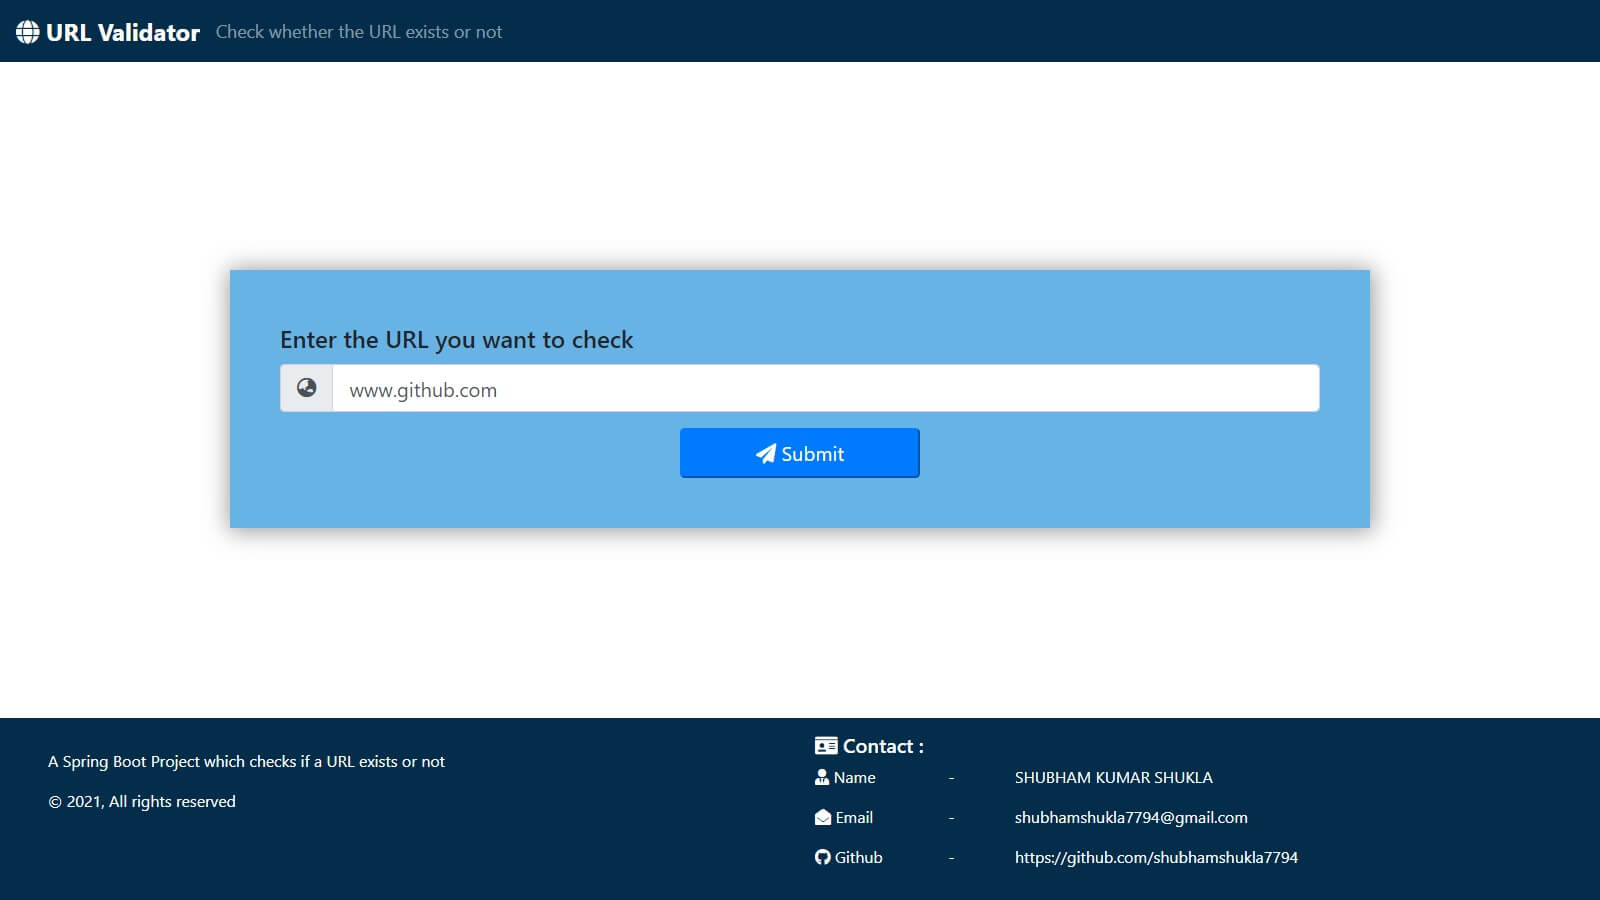 URL Validator Check whether the URL exists or not
Enter the URL you want to check
www.github.com
Submit
A Spring Boot Project which checks if a URL exists or not
© 2021, All rights reserved
Contact :
Name - SHUBHAM KUMAR SHUKLA
Email - shubhamshukla7794@gmail.com
Github - https://github.com/shubhamshukla7794